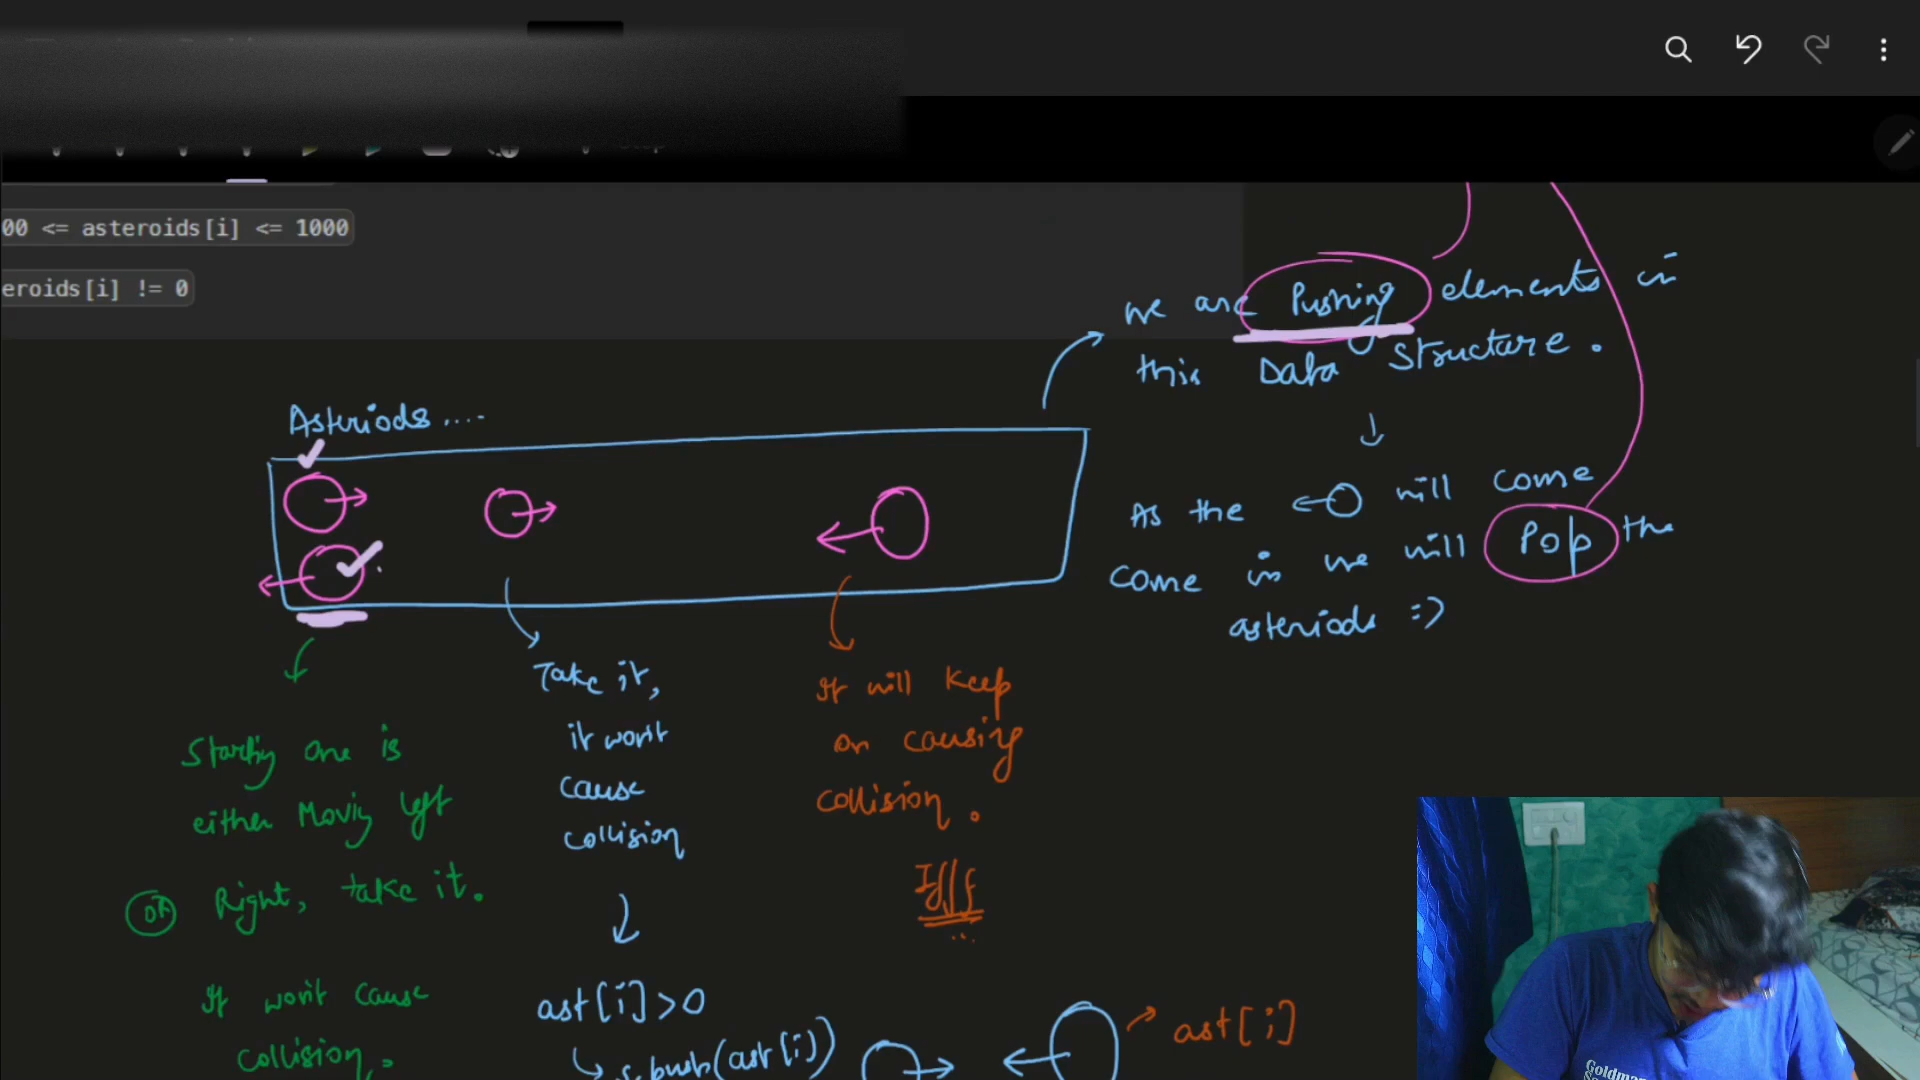 00 <= asteroids[i] <= 1000
eroids[i] != 0
we are Pushing elements in
this Data Structure.
As the will come
come in we will Pop the
asteriods =>
Asteriods....
Starting one is
either Moving left
OR Right, take it.
It won't cause
collision.
Take it,
it won't
cause
collision
ast[i]>0
s.push(ast[i])
It will keep
on causing
collision.
Ifff
ast[i]
Goldman